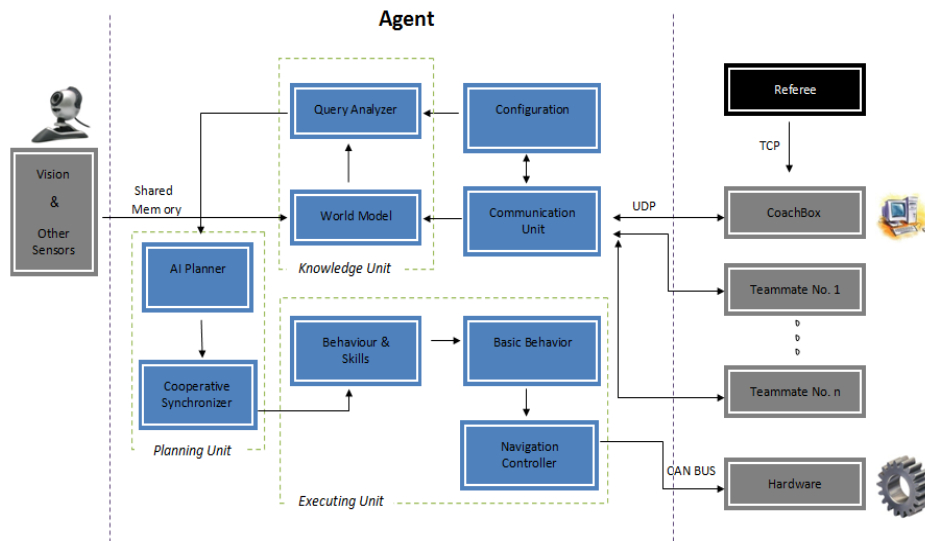 Agent
Query Analyzer
Configuration
Referee
TCP
Vision
&
Other
Sensors
Shared
Memory
World Model
Communication
Unit
UDP
CoachBox
Knowledge Unit
AI Planner
Teammate No. 1
Behaviour &
Skills
Basic Behavior
Cooperative
Synchronizer
Teammate No. n
Planning Unit
Navigation
Controller
CAN BUS
Hardware
Executing Unit